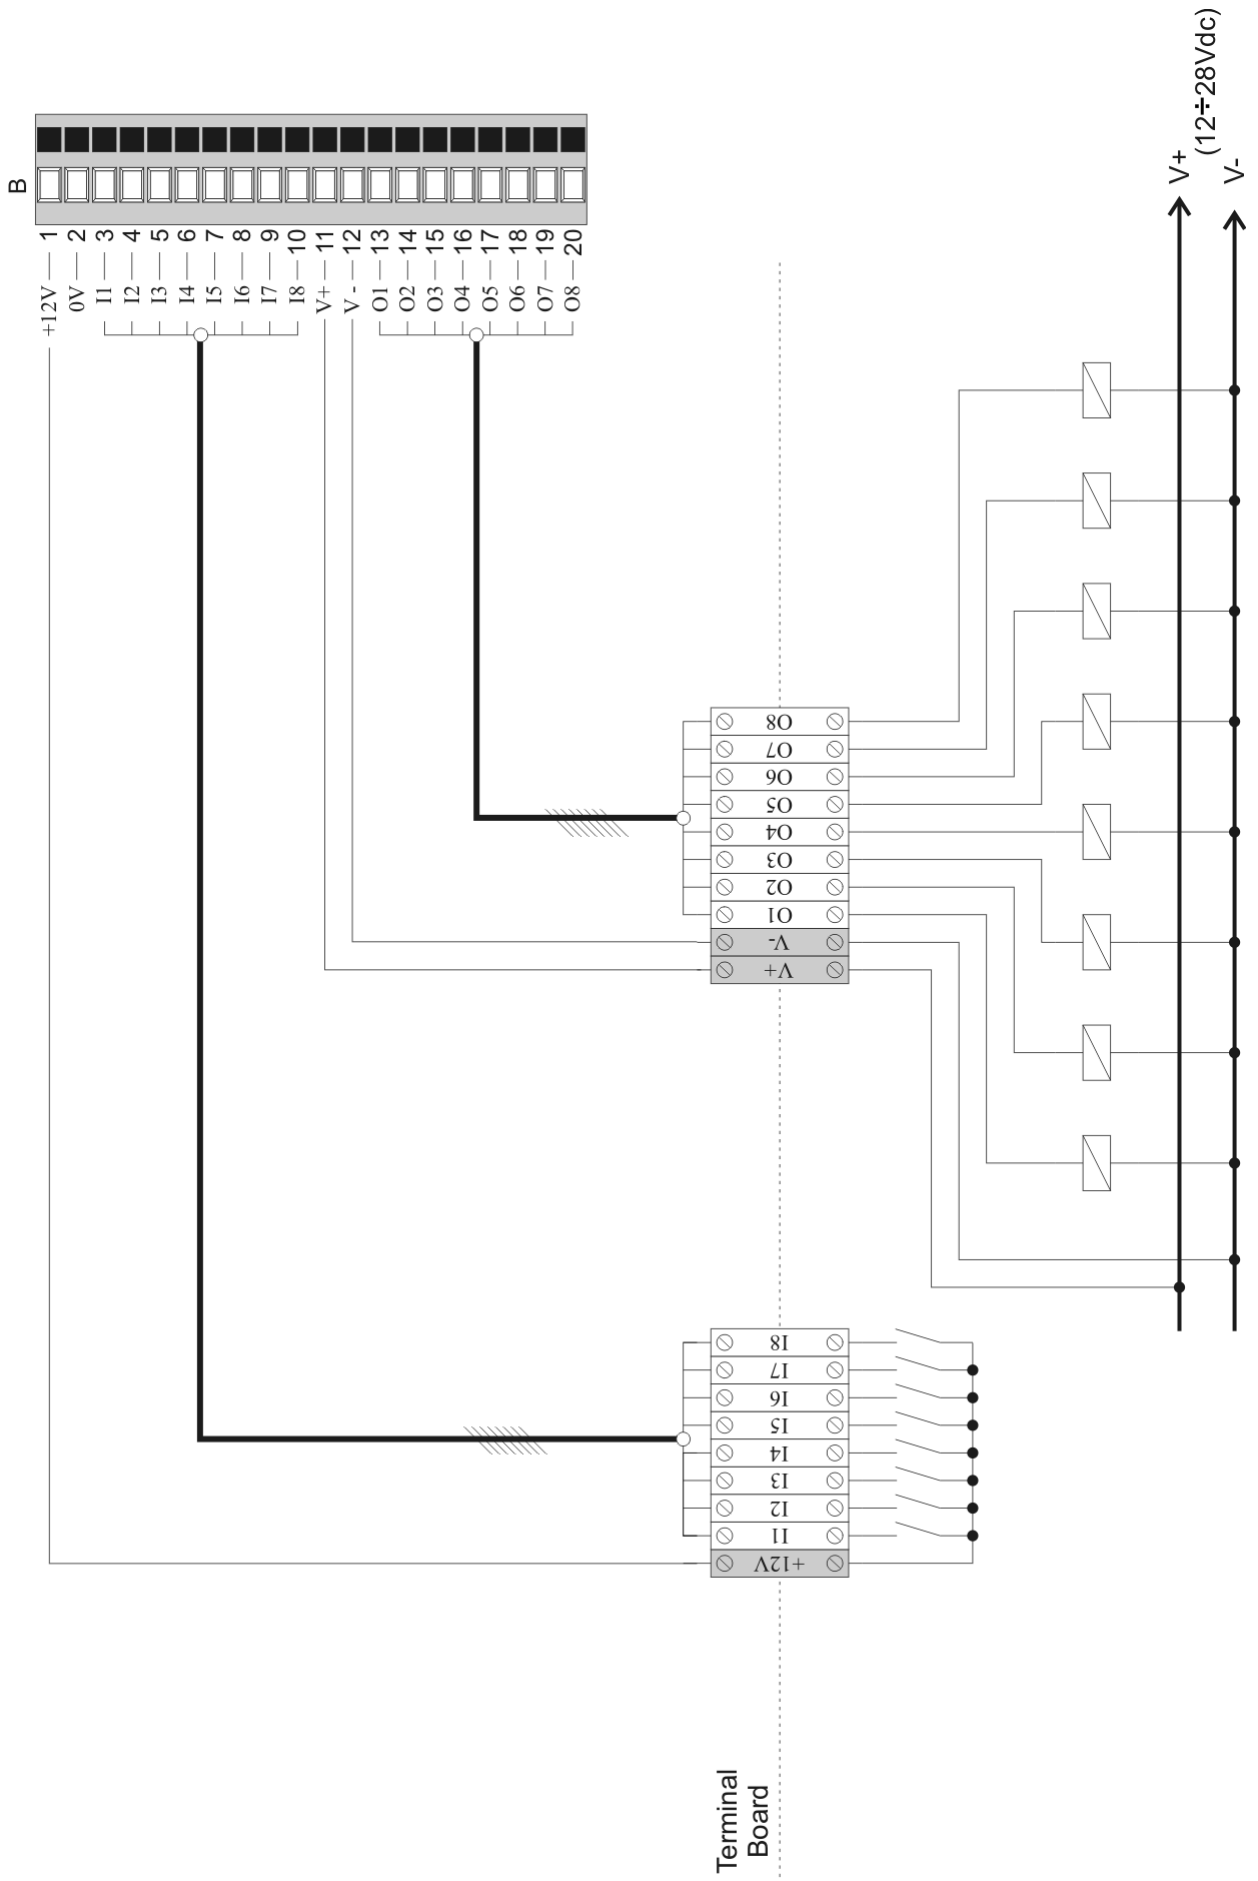 B
+12V 1
0V 2
I1 3
I2 4
I3 5
I4 6
I5 7
I6 8
I7 9
I8 10
V+ 11
V - 12
O1 13
O2 14
O3 15
O4 16
O5 17
O6 18
O7 19
O8 20
V+
(12÷28Vdc)
V-
O8
O7
O6
O5
O4
O3
O2
O1
V-
V+
I8
I7
I6
I5
I4
I3
I2
I1
+12V
Terminal
Board